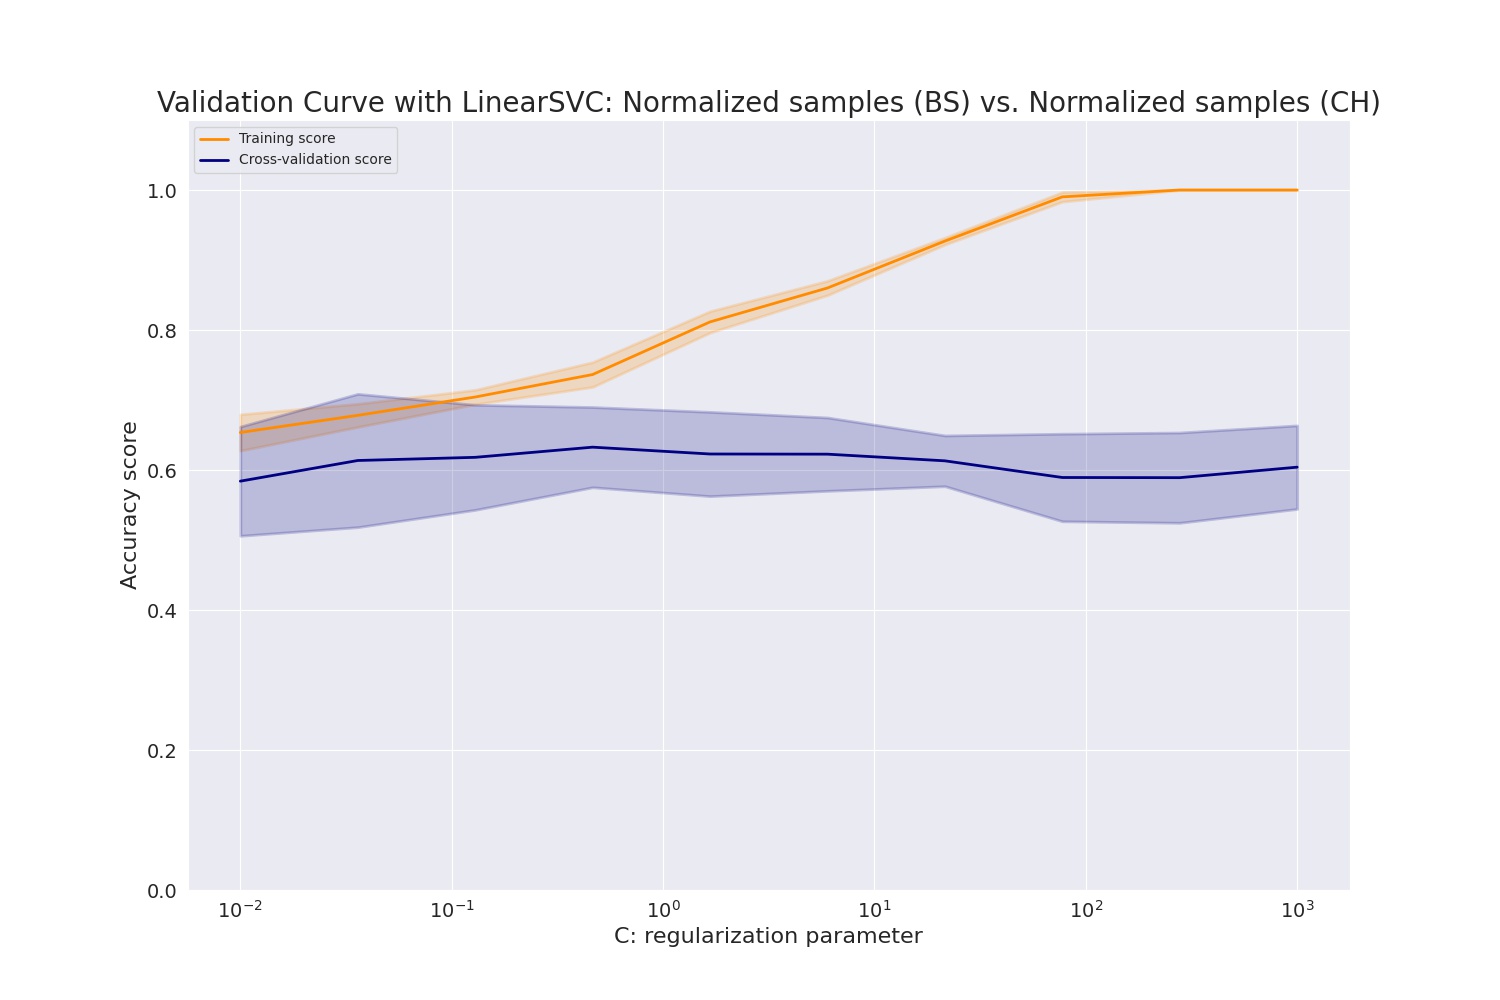 Validation Curve with LinearSVC: Normalized samples (BS) vs. Normalized samples (CH)
Training score
Cross-validation score
Accuracy score
1.0
0.8
0.6
0.4
0.2
0.0
10⁻² 10⁻¹ 10⁰ 10¹ 10² 10³
C: regularization parameter